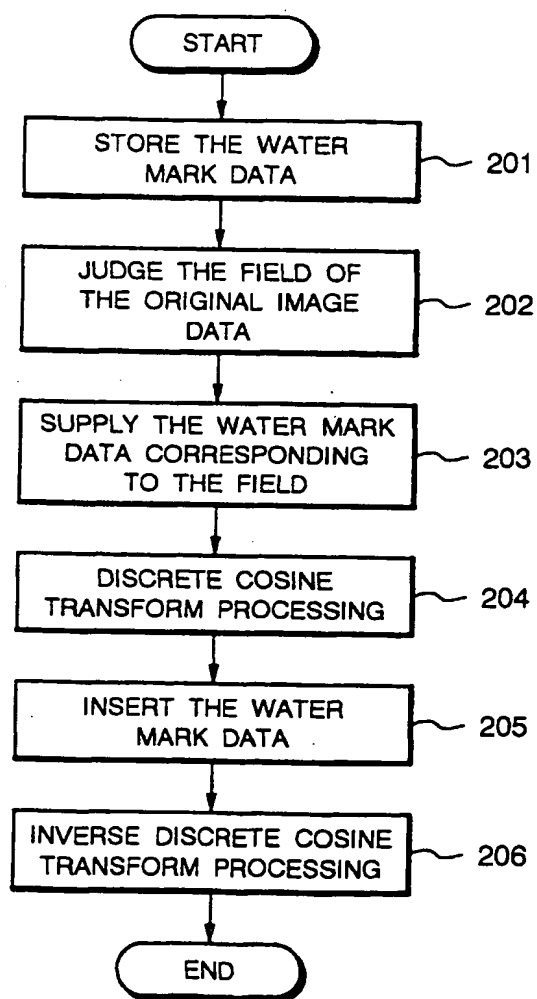 START
STORE THE WATER
MARK DATA
201
JUDGE THE FIELD OF
THE ORIGINAL IMAGE
DATA
202
SUPPLY THE WATER MARK
DATA CORRESPONDING
TO THE FIELD
203
DISCRETE COSINE
TRANSFORM PROCESSING
204
INSERT THE WATER
MARK DATA
205
INVERSE DISCRETE COSINE
TRANSFORM PROCESSING
206
END